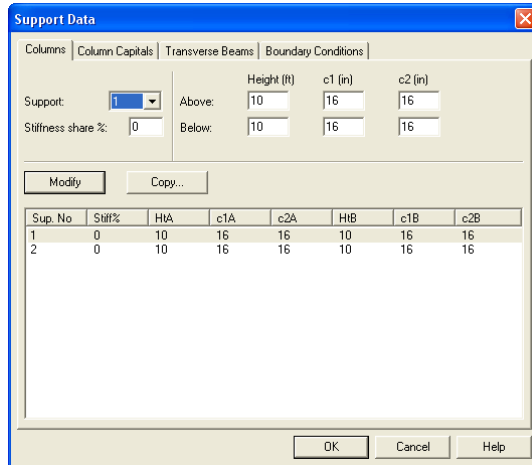 Support Data
Columns Column Capitals Transverse Beams Boundary Conditions
Height (ft) c1 (in) c2 (in)
Support: 1 Above: 10 16 16
Stiffness share %: 0 Below: 10 16 16
Modify Copy...
Sup. No Stiff% HtA c1A c2A HtB c1B c2B
1 0 10 16 16 10 16 16
2 0 10 16 16 10 16 16
OK Cancel Help